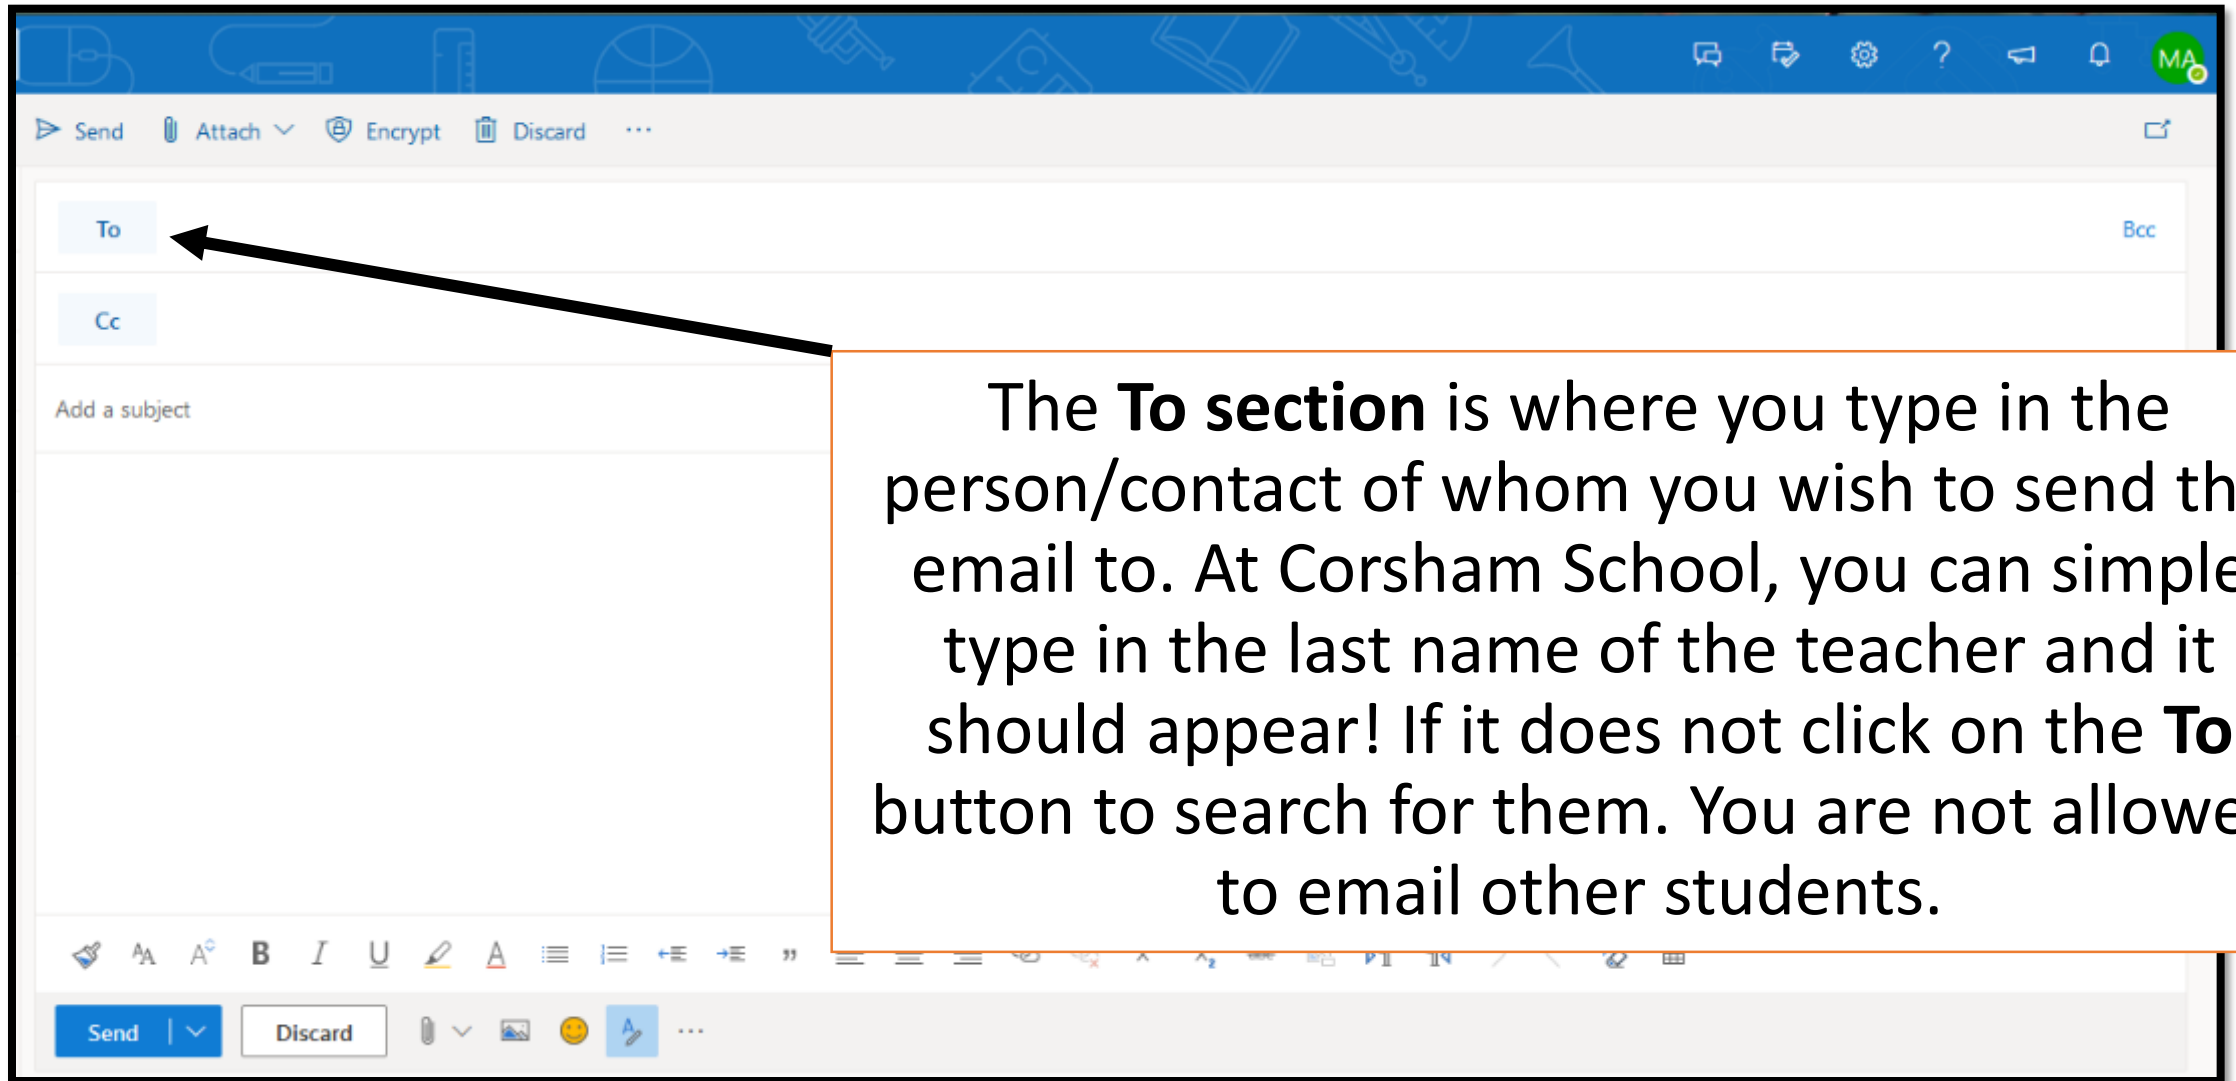 ? MA
Send Attach Encrypt Discard ...
To Bcc
Cc
Add a subject
The To section is where you type in the
person/contact of whom you wish to send th
email to. At Corsham School, you can simple
type in the last name of the teacher and it
should appear! If it does not click on the To
button to search for them. You are not allowe
to email other students.
AA A B I U A
Send Discard ...